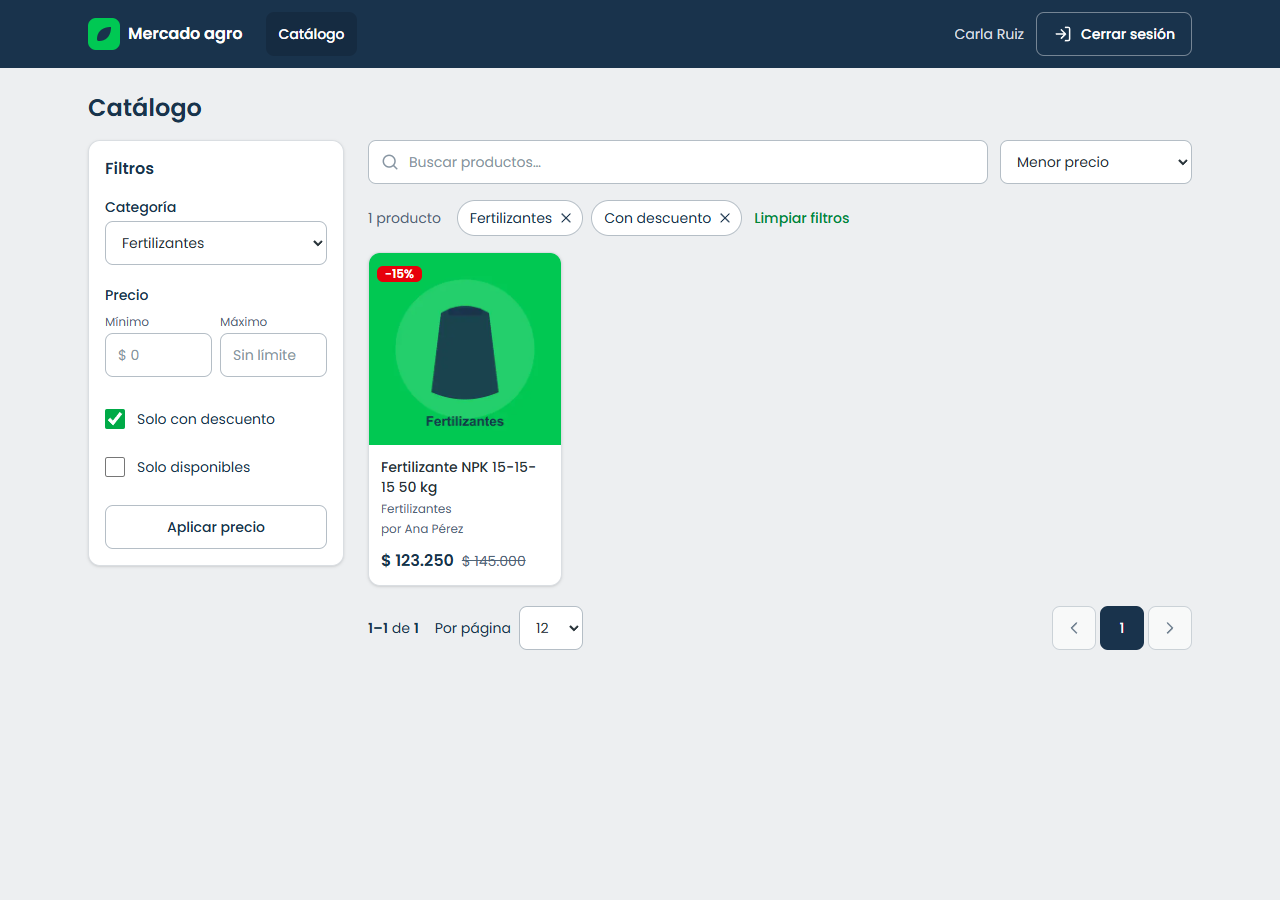 Mercado agro
Catálogo
Carla Ruiz
Cerrar sesión
Catálogo
Filtros
Categoría
Fertilizantes
Precio
Mínimo
Máximo
$ 0
Sin límite
Solo con descuento
Solo disponibles
Aplicar precio
Buscar productos…
Menor precio
1 producto
Fertilizantes
Con descuento
Limpiar filtros
-15%
Fertilizantes
Fertilizante NPK 15-15-
15 50 kg
Fertilizantes
por Ana Pérez
$ 123.250 $ 145.000
1–1 de 1
Por página
12
1